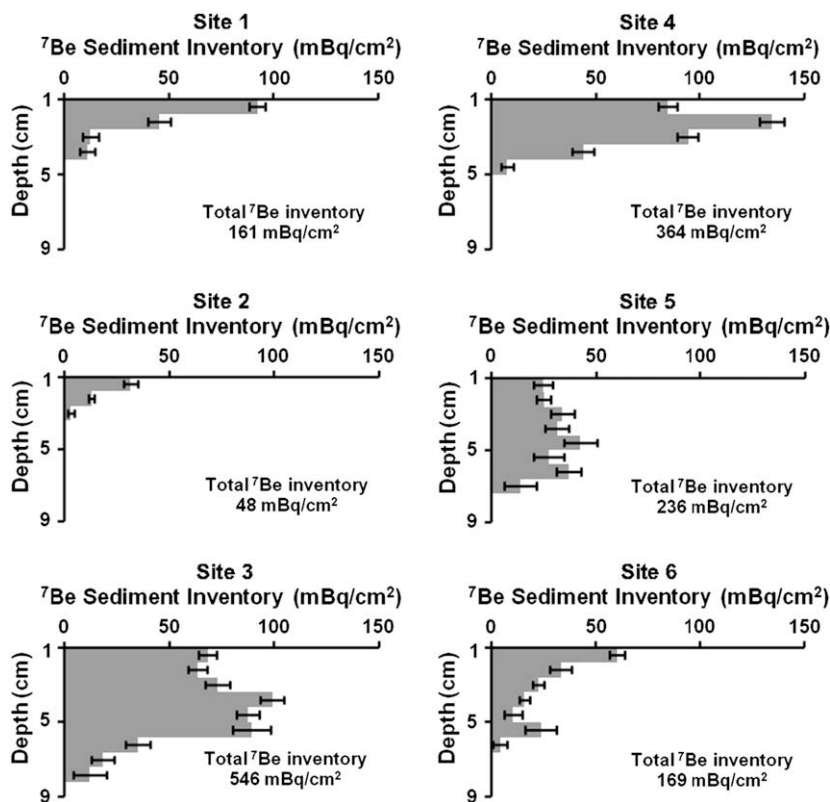 Site 1
⁷Be Sediment Inventory (mBq/cm²)
0 50 100 150
Depth (cm)
1
5
9
Total ⁷Be inventory
161 mBq/cm²
Site 4
⁷Be Sediment Inventory (mBq/cm²)
0 50 100 150
Depth (cm)
1
5
9
Total ⁷Be inventory
364 mBq/cm²
Site 2
⁷Be Sediment Inventory (mBq/cm²)
0 50 100 150
Depth (cm)
1
5
9
Total ⁷Be inventory
48 mBq/cm²
Site 5
⁷Be Sediment Inventory (mBq/cm²)
0 50 100 150
Depth (cm)
1
5
9
Total ⁷Be inventory
236 mBq/cm²
Site 3
⁷Be Sediment Inventory (mBq/cm²)
0 50 100 150
Depth (cm)
1
5
9
Total ⁷Be inventory
546 mBq/cm²
Site 6
⁷Be Sediment Inventory (mBq/cm²)
0 50 100 150
Depth (cm)
1
5
9
Total ⁷Be inventory
169 mBq/cm²